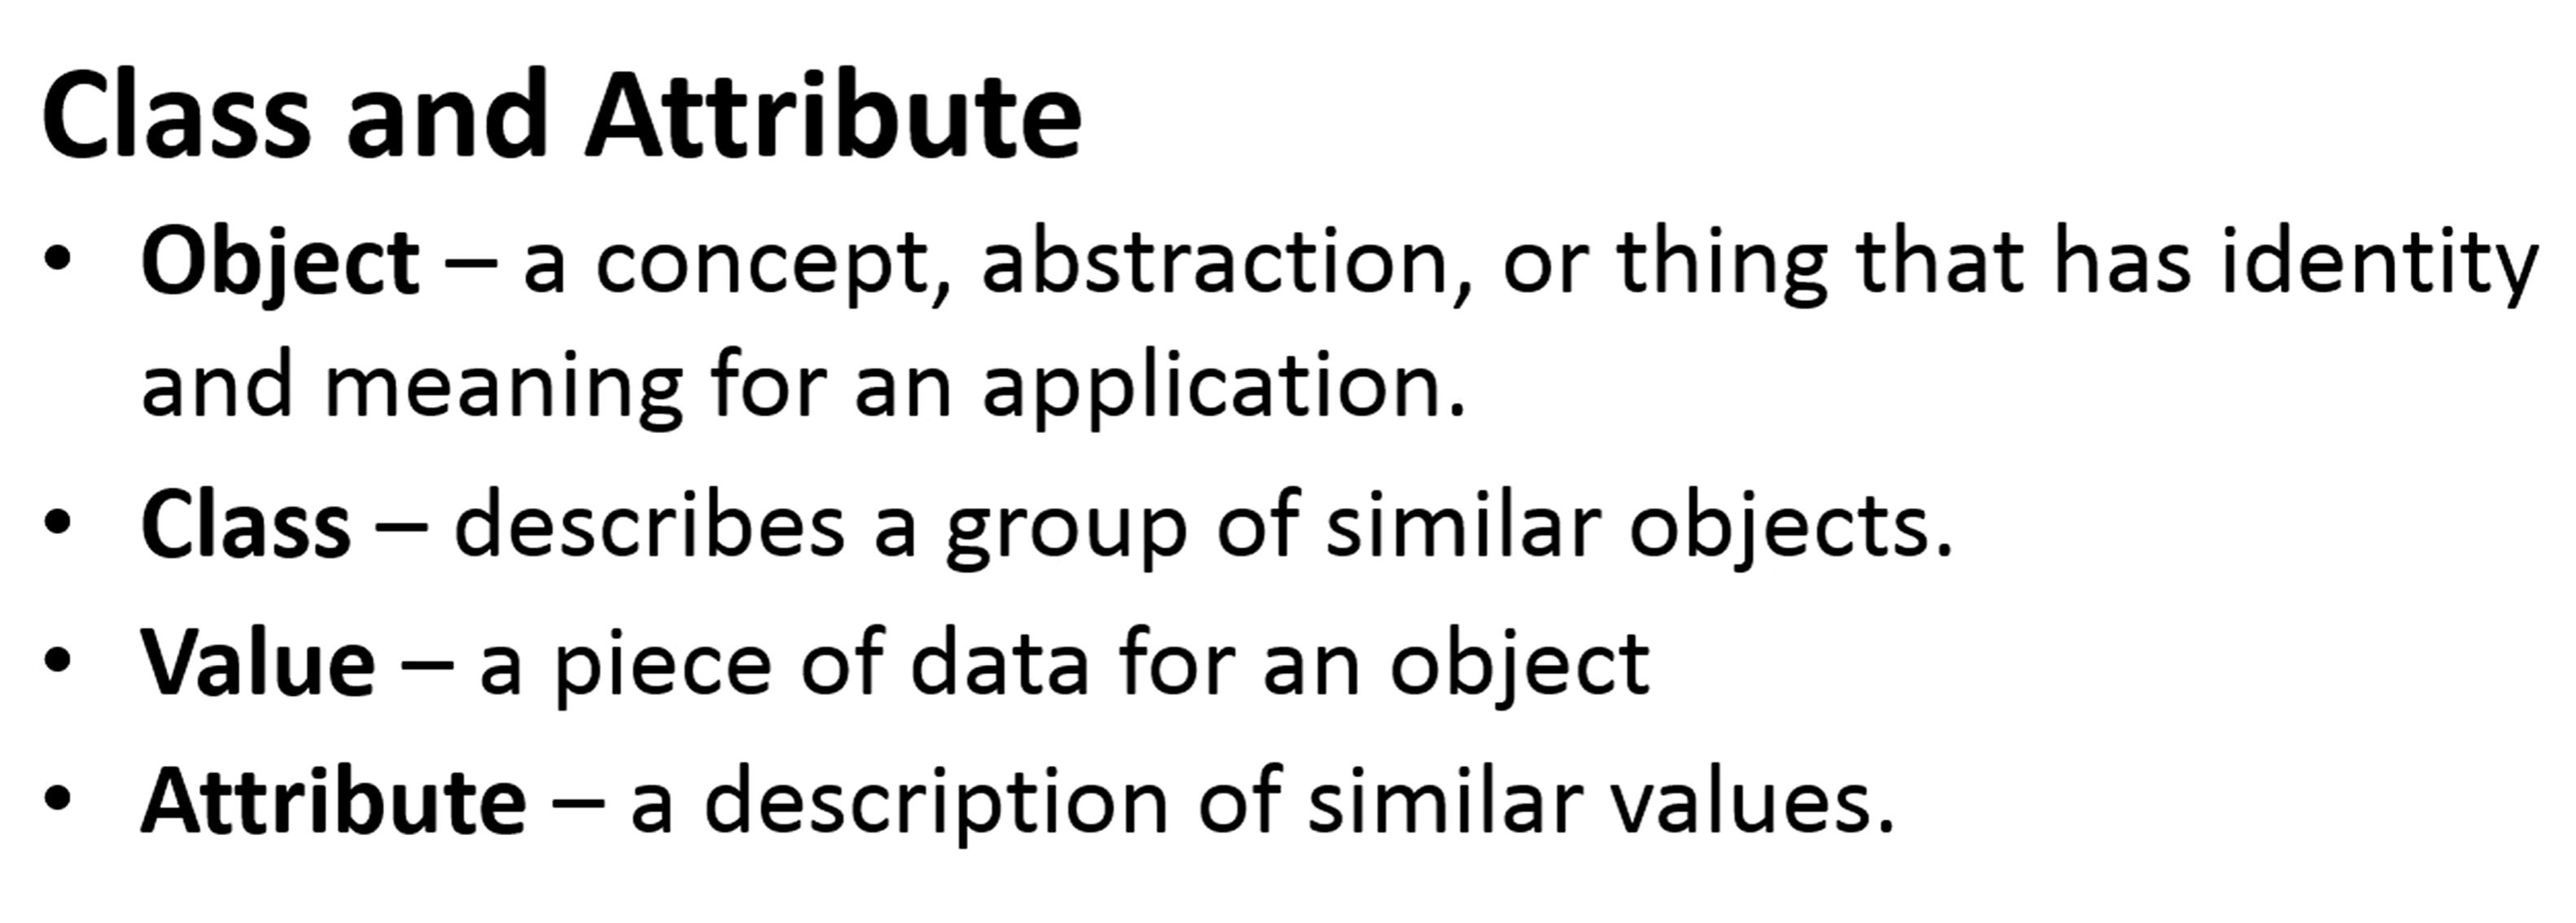 Class and Attribute
• Object – a concept, abstraction, or thing that has identity
and meaning for an application.
• Class – describes a group of similar objects.
• Value – a piece of data for an object
• Attribute – a description of similar values.